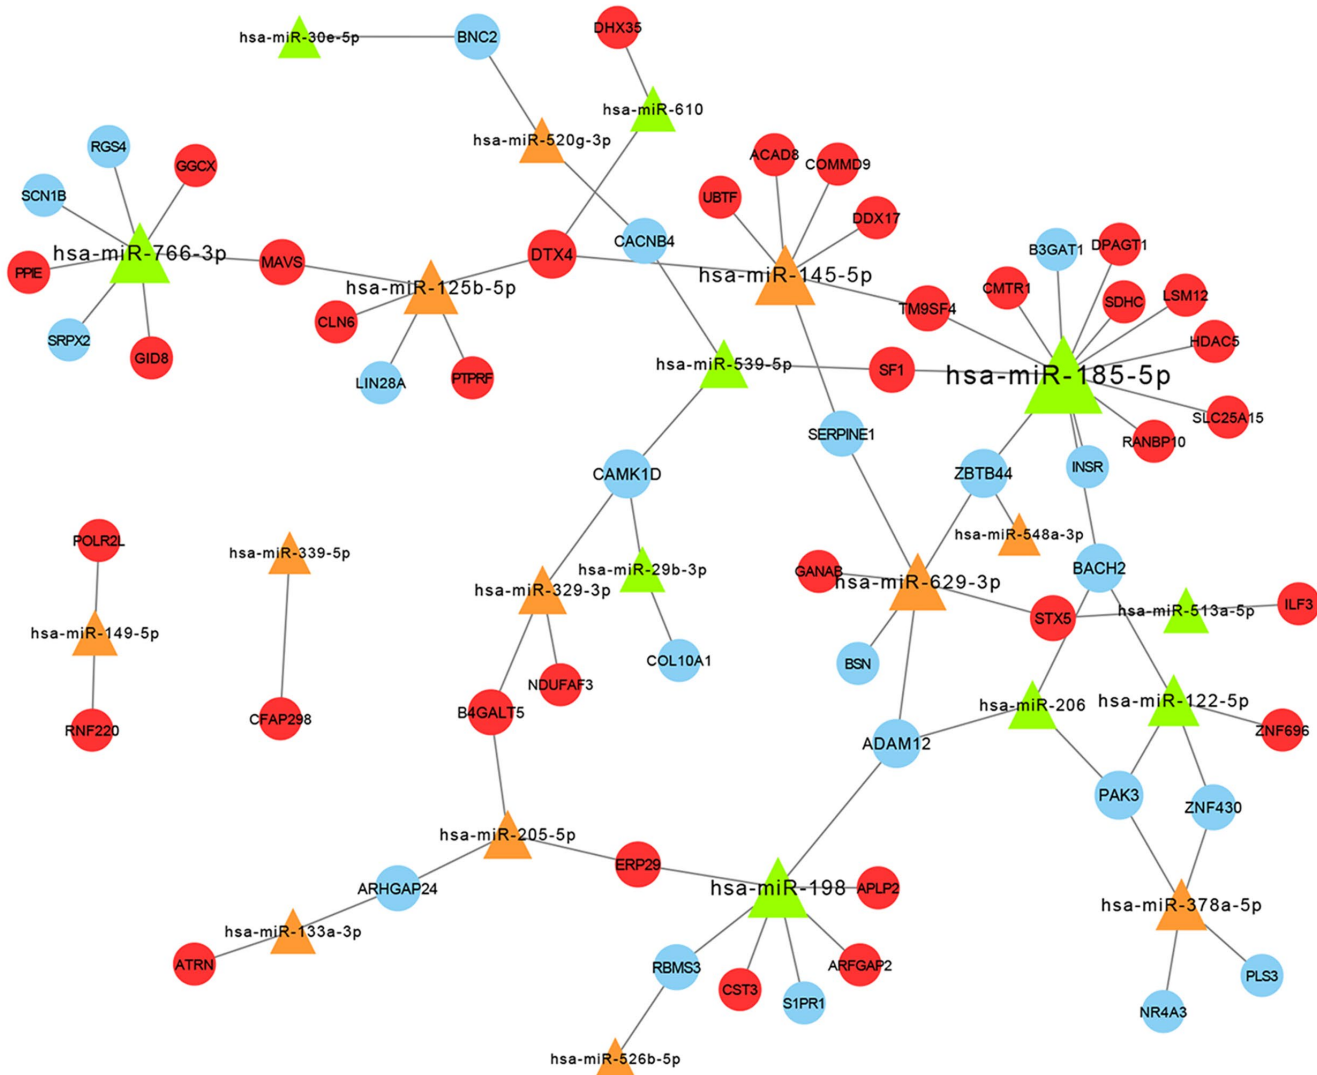 DHX35
hsa-miR-30e-5p
BNC2
hsa-miR-610
hsa-miR-520g-3p
RGS4
GGCX
ACAD8
COMMD9
SCN1B
UBTF
DDX17
hsa-miR-766-3p
MAVS
DTX4
CACNB4
B3GAT1
DPAGT1
PPIE
hsa-miR-125b-5p
hsa-miR-145-5p
CMTR1
SDHC
LSM12
TM9SF4
SRPX2
GID8
CLN6
LIN28A
PTPRF
hsa-miR-539-5p
SF1
hsa-miR-185-5p
HDAC5
SLC25A15
SERPINE1
RANBP10
CAMK1D
ZBTB44
INSR
POLR2L
hsa-miR-339-5p
hsa-miR-548a-3p
hsa-miR-329-3p
hsa-miR-29b-3p
GANAB
hsa-miR-629-3p
BACH2
hsa-miR-149-5p
STX5
hsa-miR-513a-5p
ILF3
COL10A1
BSN
NDUFAF3
RNF220
CFAP298
B4GALT5
hsa-miR-206
hsa-miR-122-5p
ZNF696
ADAM12
PAK3
ZNF430
hsa-miR-205-5p
ERP29
ARHGAP24
hsa-miR-198
APLP2
hsa-miR-378a-5p
hsa-miR-133a-3p
ATRN
RBMS3
CST3
S1PR1
ARFGAP2
PLS3
NR4A3
hsa-miR-526b-5p